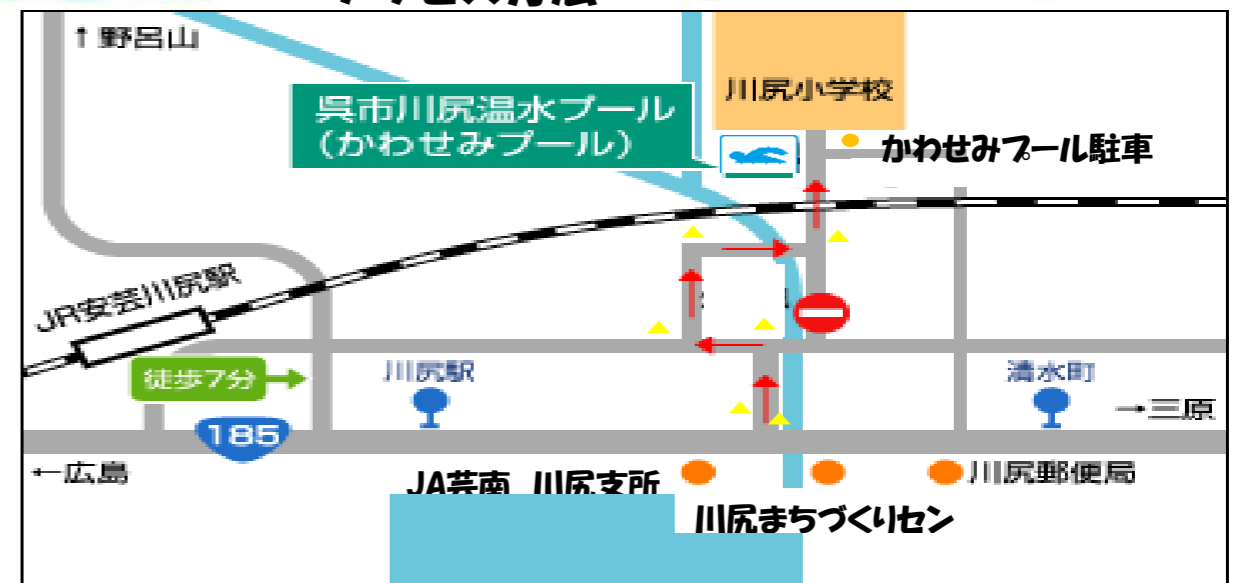 ↑野呂山
川尻小学校
呉市川尻温水プール
(かわせみプール)
かわせみプール駐車
JR安芸川尻駅
徒歩7分→
川尻駅
清水町
→三原
185
←広島
JA芸南 川尻支所
川尻郵便局
川尻まちづくりセン